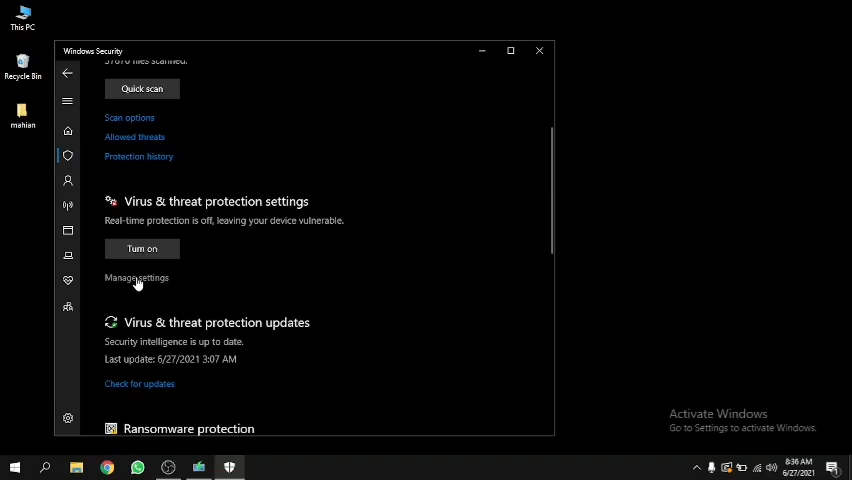 This PC
Recycle Bin
mahian
Windows Security
57870 files scanned.
Quick scan
Scan options
Allowed threats
Protection history
Virus & threat protection settings
Real-time protection is off, leaving your device vulnerable.
Turn on
Manage settings
Virus & threat protection updates
Security intelligence is up to date.
Last update: 6/27/2021 3:07 AM
Check for updates
Ransomware protection
Activate Windows
Go to Settings to activate Windows.
8:36 AM
6/27/2021